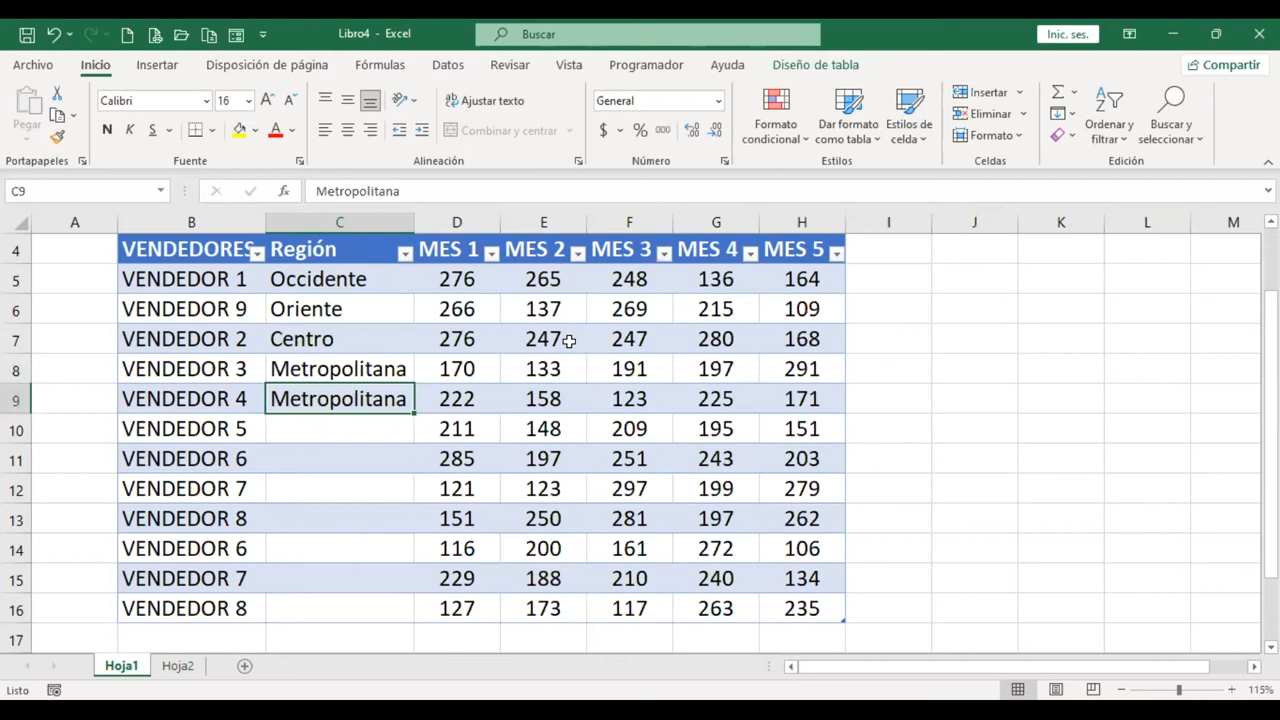 Libro4 - Excel
Buscar
Inic. ses.
Archivo Inicio Insertar Disposición de página Fórmulas Datos Revisar Vista Programador Ayuda Diseño de tabla Compartir
Pegar
Calibri 16
N K S
Ajustar texto
Combinar y centrar
General
$ % 000
Formato condicional
Dar formato como tabla
Estilos de celda
Insertar
Eliminar
Formato
Ordenar y filtrar
Buscar y seleccionar
Portapapeles Fuente Alineación Número Estilos Celdas Edición
C9 fx Metropolitana
A B C D E F G H I J K L M
4 VENDEDORES Región MES 1 MES 2 MES 3 MES 4 MES 5
5 VENDEDOR 1 Occidente 276 265 248 136 164
6 VENDEDOR 9 Oriente 266 137 269 215 109
7 VENDEDOR 2 Centro 276 247 247 280 168
8 VENDEDOR 3 Metropolitana 170 133 191 197 291
9 VENDEDOR 4 Metropolitana 222 158 123 225 171
10 VENDEDOR 5 211 148 209 195 151
11 VENDEDOR 6 285 197 251 243 203
12 VENDEDOR 7 121 123 297 199 279
13 VENDEDOR 8 151 250 281 197 262
14 VENDEDOR 6 116 200 161 272 106
15 VENDEDOR 7 229 188 210 240 134
16 VENDEDOR 8 127 173 117 263 235
17
Hoja1 Hoja2
Listo 115%